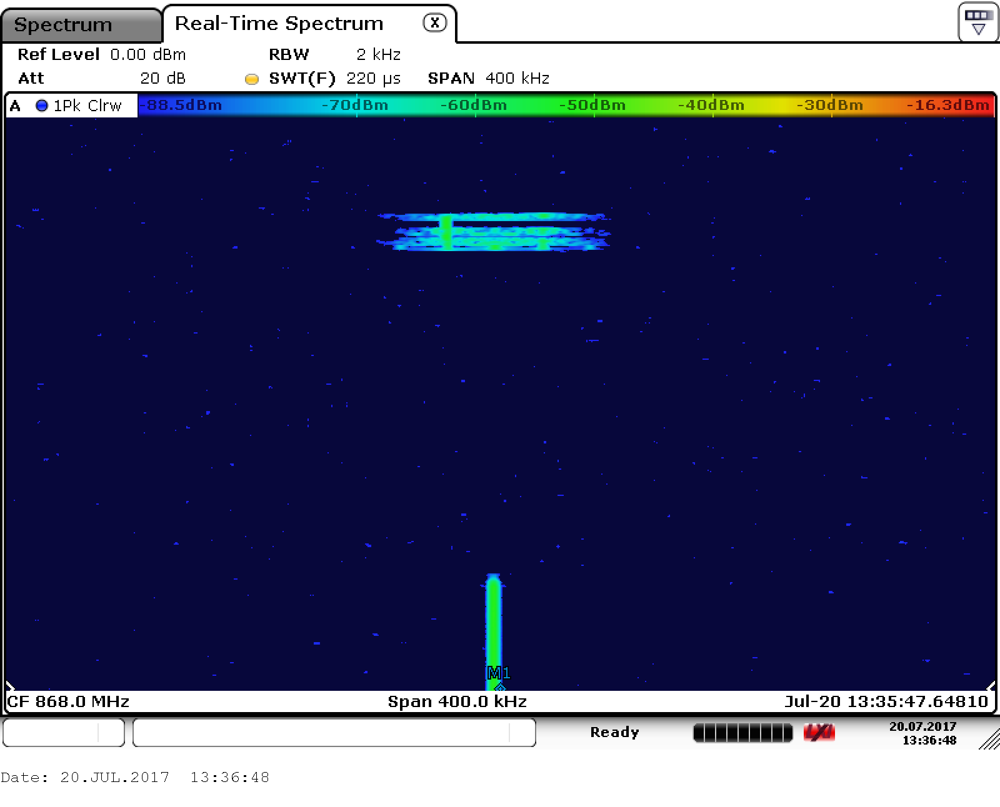 Spectrum
Real-Time Spectrum X
Ref Level 0.00 dBm RBW 2 kHz
Att 20 dB SWT(F) 220 µs SPAN 400 kHz
A 1Pk Clrw -88.5dBm -70dBm -60dBm -50dBm -40dBm -30dBm -16.3dBm
M1
CF 868.0 MHz Span 400.0 kHz Jul-20 13:35:47.64810
Ready LXI 20.07.2017
13:36:48
Date: 20.JUL.2017 13:36:48